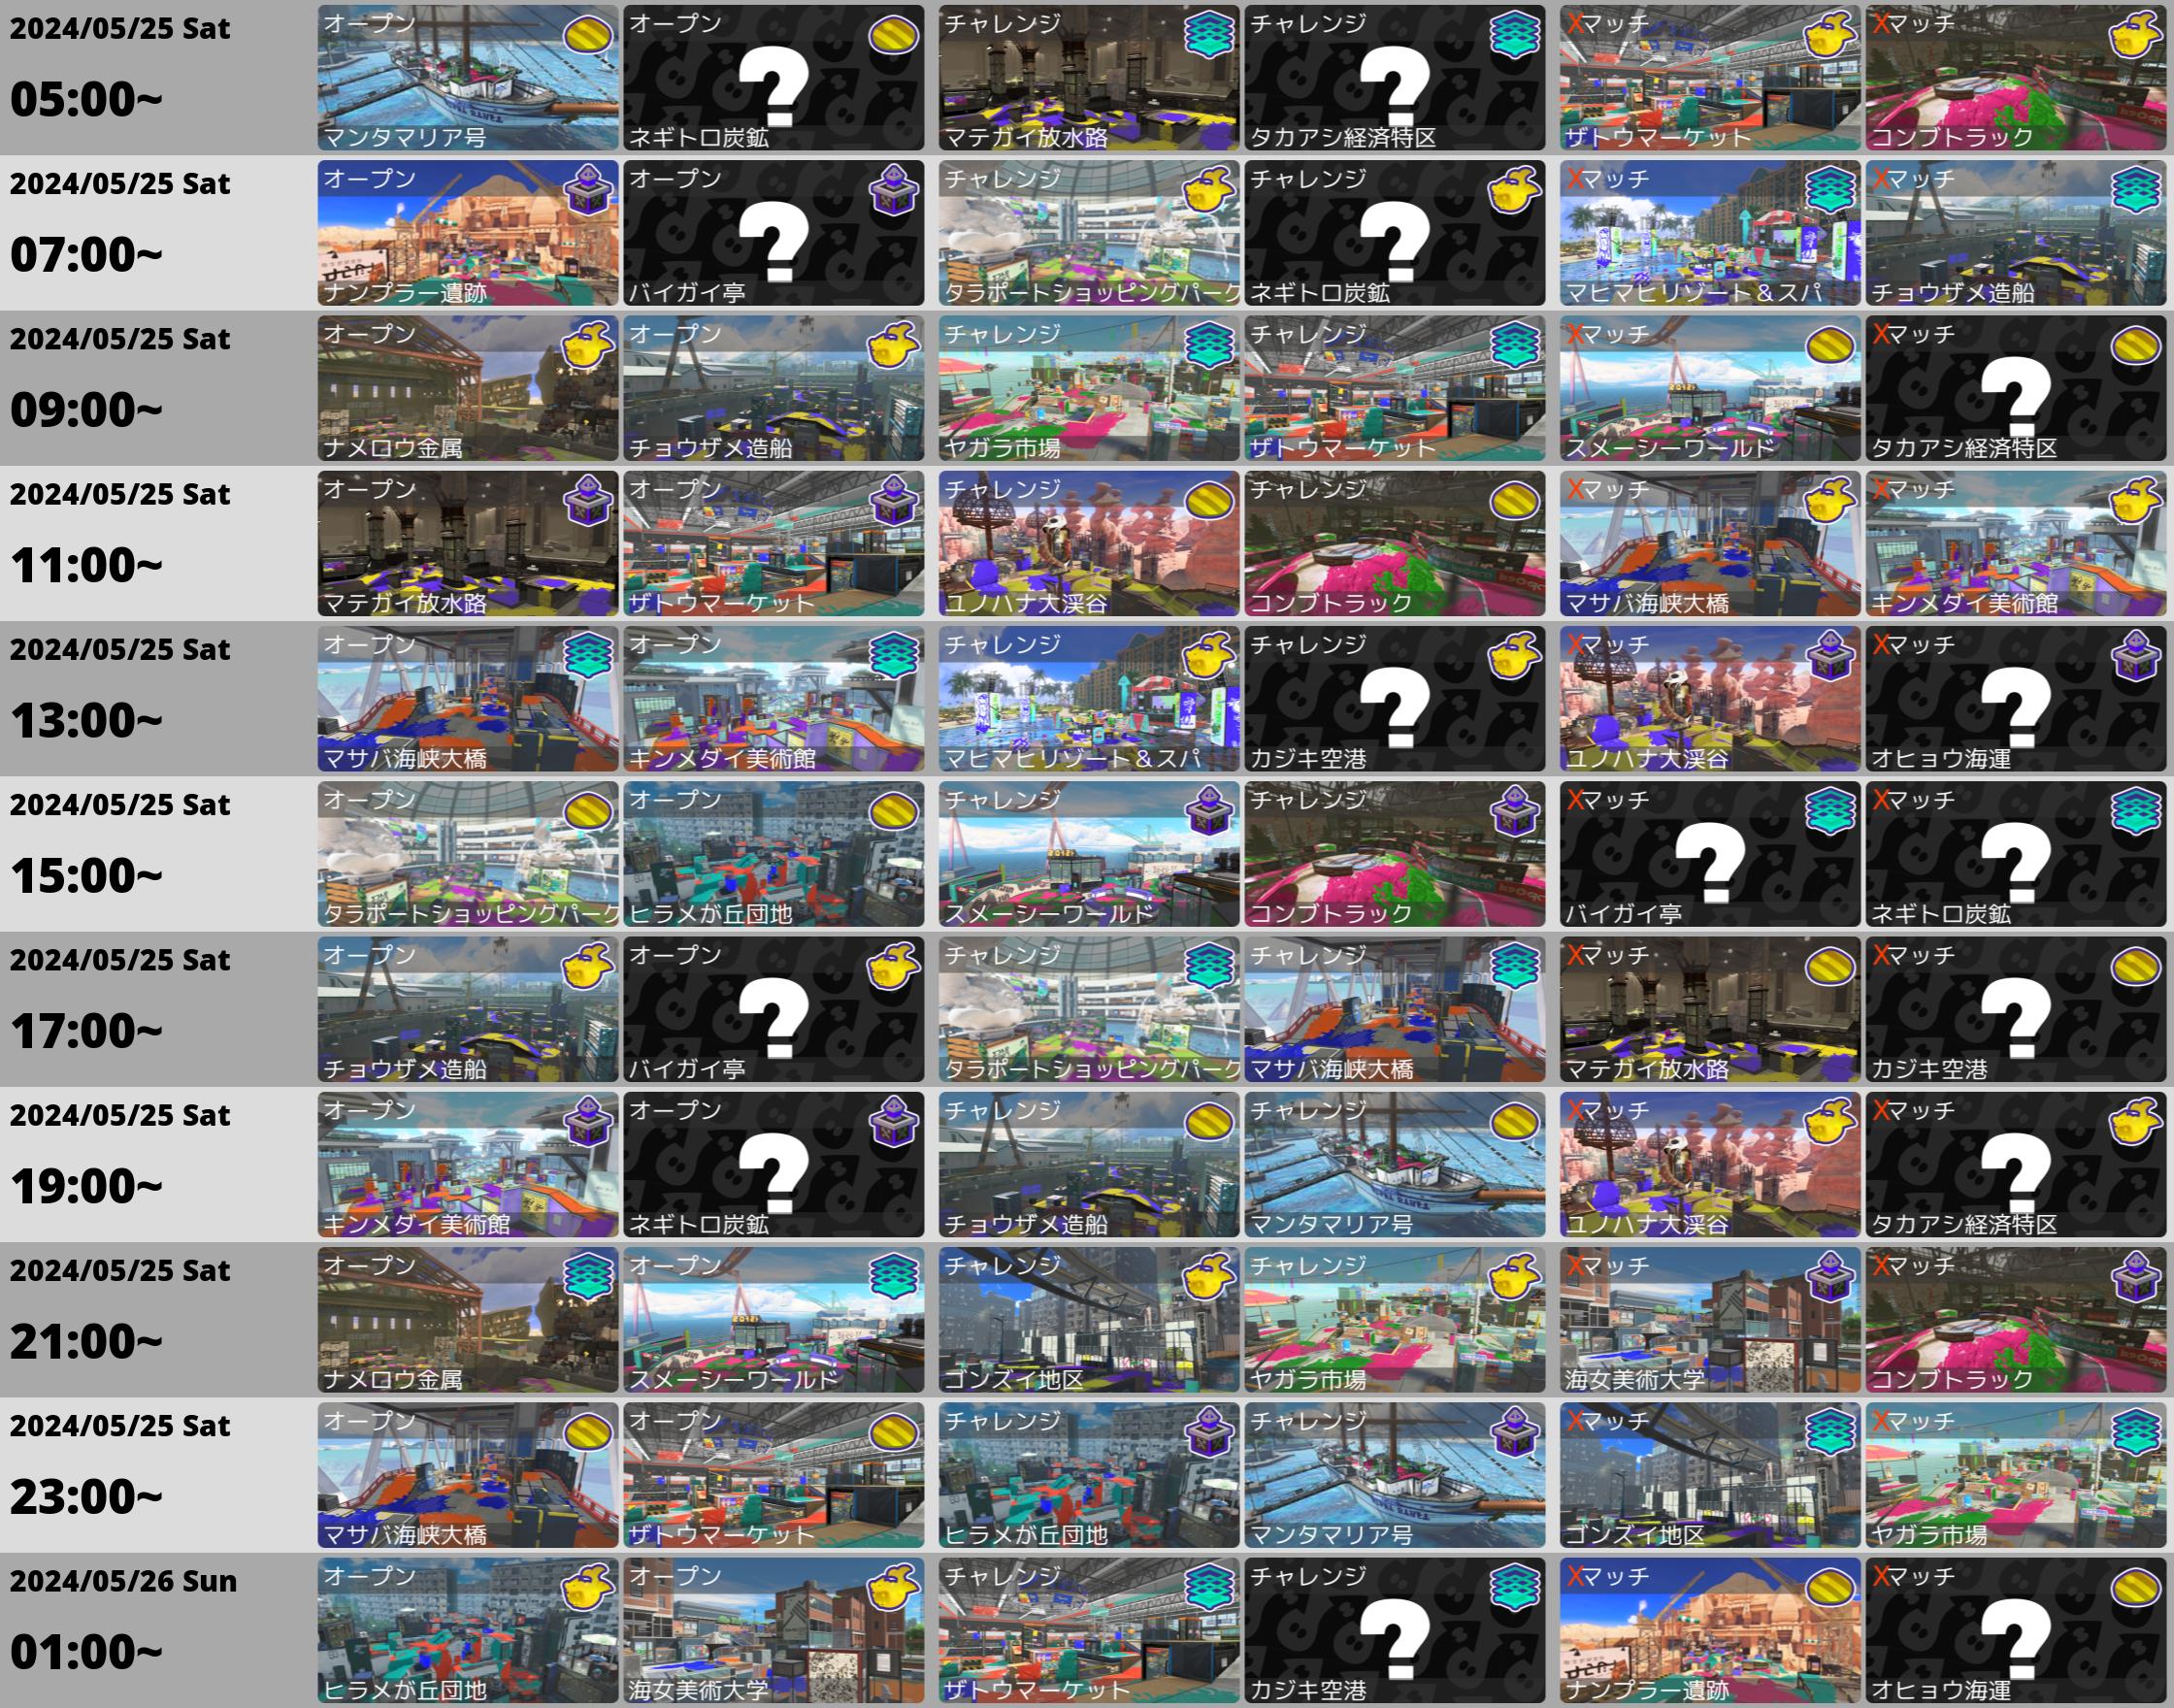 2024/05/25 Sat
05:00~
オープン
マンタマリア号
オープン
ネギトロ炭鉱
チャレンジ
マテガイ放水路
チャレンジ
タカアシ経済特区
Xマッチ
ザトウマーケット
Xマッチ
コンブトラック
2024/05/25 Sat
07:00~
オープン
ナンプラー遺跡
オープン
バイガイ亭
チャレンジ
タラポートショッピングパーク
チャレンジ
ネギトロ炭鉱
Xマッチ
マヒマヒリゾート&スパ
Xマッチ
チョウザメ造船
2024/05/25 Sat
09:00~
オープン
ナメロウ金属
オープン
チョウザメ造船
チャレンジ
ヤガラ市場
チャレンジ
ザトウマーケット
Xマッチ
スメーシーワールド
Xマッチ
タカアシ経済特区
2024/05/25 Sat
11:00~
オープン
マテガイ放水路
オープン
ザトウマーケット
チャレンジ
ユノハナ大渓谷
チャレンジ
コンブトラック
Xマッチ
マサバ海峡大橋
Xマッチ
キンメダイ美術館
2024/05/25 Sat
13:00~
オープン
マサバ海峡大橋
オープン
キンメダイ美術館
チャレンジ
マヒマヒリゾート&スパ
チャレンジ
カジキ空港
Xマッチ
ユノハナ大渓谷
Xマッチ
オヒョウ海運
2024/05/25 Sat
15:00~
オープン
タラポートショッピングパーク
オープン
ヒラメが丘団地
チャレンジ
スメーシーワールド
チャレンジ
コンブトラック
Xマッチ
バイガイ亭
Xマッチ
ネギトロ炭鉱
2024/05/25 Sat
17:00~
オープン
チョウザメ造船
オープン
バイガイ亭
チャレンジ
タラポートショッピングパーク
チャレンジ
マサバ海峡大橋
Xマッチ
マテガイ放水路
Xマッチ
カジキ空港
2024/05/25 Sat
19:00~
オープン
キンメダイ美術館
オープン
ネギトロ炭鉱
チャレンジ
チョウザメ造船
チャレンジ
マンタマリア号
Xマッチ
ユノハナ大渓谷
Xマッチ
タカアシ経済特区
2024/05/25 Sat
21:00~
オープン
ナメロウ金属
オープン
スメーシーワールド
チャレンジ
ゴンズイ地区
チャレンジ
ヤガラ市場
Xマッチ
海女美術大学
Xマッチ
コンブトラック
2024/05/25 Sat
23:00~
オープン
マサバ海峡大橋
オープン
ザトウマーケット
チャレンジ
ヒラメが丘団地
チャレンジ
マンタマリア号
Xマッチ
ゴンズイ地区
Xマッチ
ヤガラ市場
2024/05/26 Sun
01:00~
オープン
ヒラメが丘団地
オープン
海女美術大学
チャレンジ
ザトウマーケット
チャレンジ
カジキ空港
Xマッチ
ナンプラー遺跡
Xマッチ
オヒョウ海運